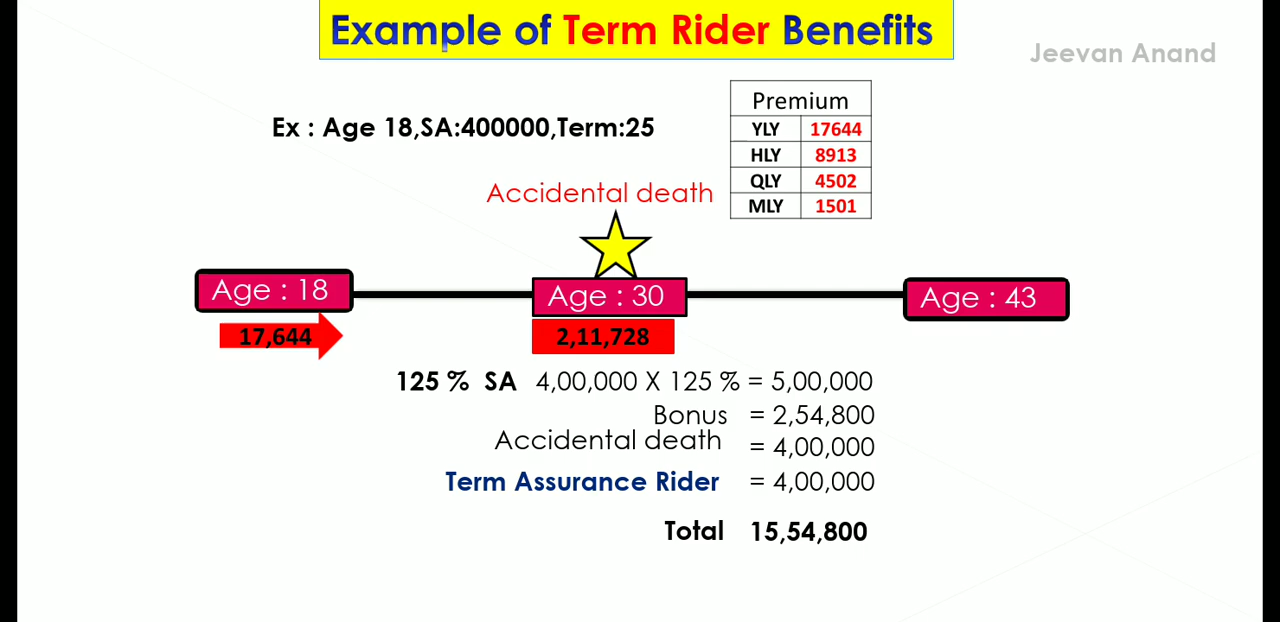 Example of Term Rider Benefits
Jeevan Anand
Ex : Age 18,SA:400000,Term:25
Premium
YLY 17644
HLY 8913
QLY 4502
MLY 1501
Accidental death
Age : 18
Age : 30
Age : 43
17,644
2,11,728
125 % SA 4,00,000 X 125 % = 5,00,000
Bonus = 2,54,800
Accidental death = 4,00,000
Term Assurance Rider = 4,00,000
Total 15,54,800